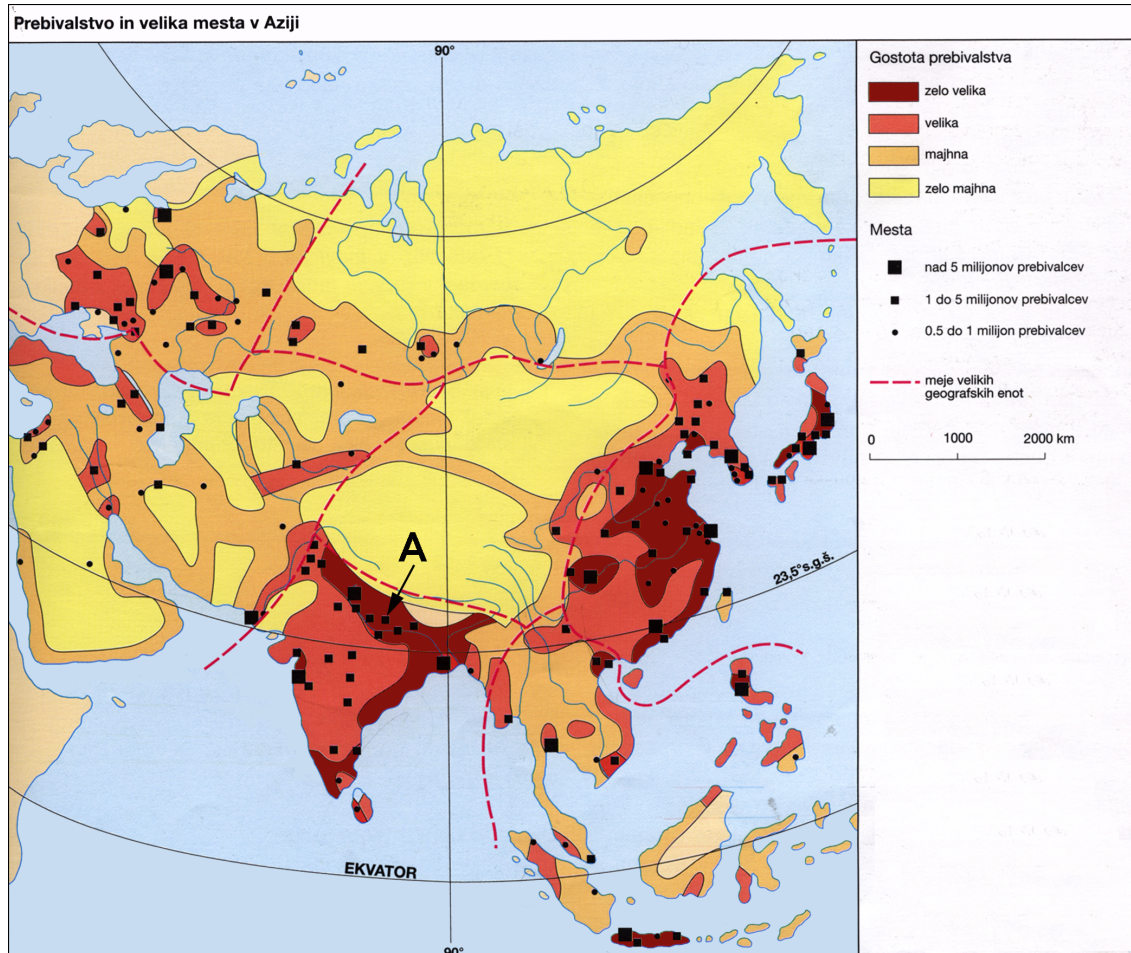 Prebivalstvo in velika mesta v Aziji
90°
Gostota prebivalstva
zelo velika
velika
majhna
zelo majhna
Mesta
nad 5 milijonov prebivalcev
1 do 5 milijonov prebivalcev
0.5 do 1 milijon prebivalcev
meje velikih
geografskih enot
0 1000 2000 km
A
23,5°s.g.š.
EKVATOR
90°